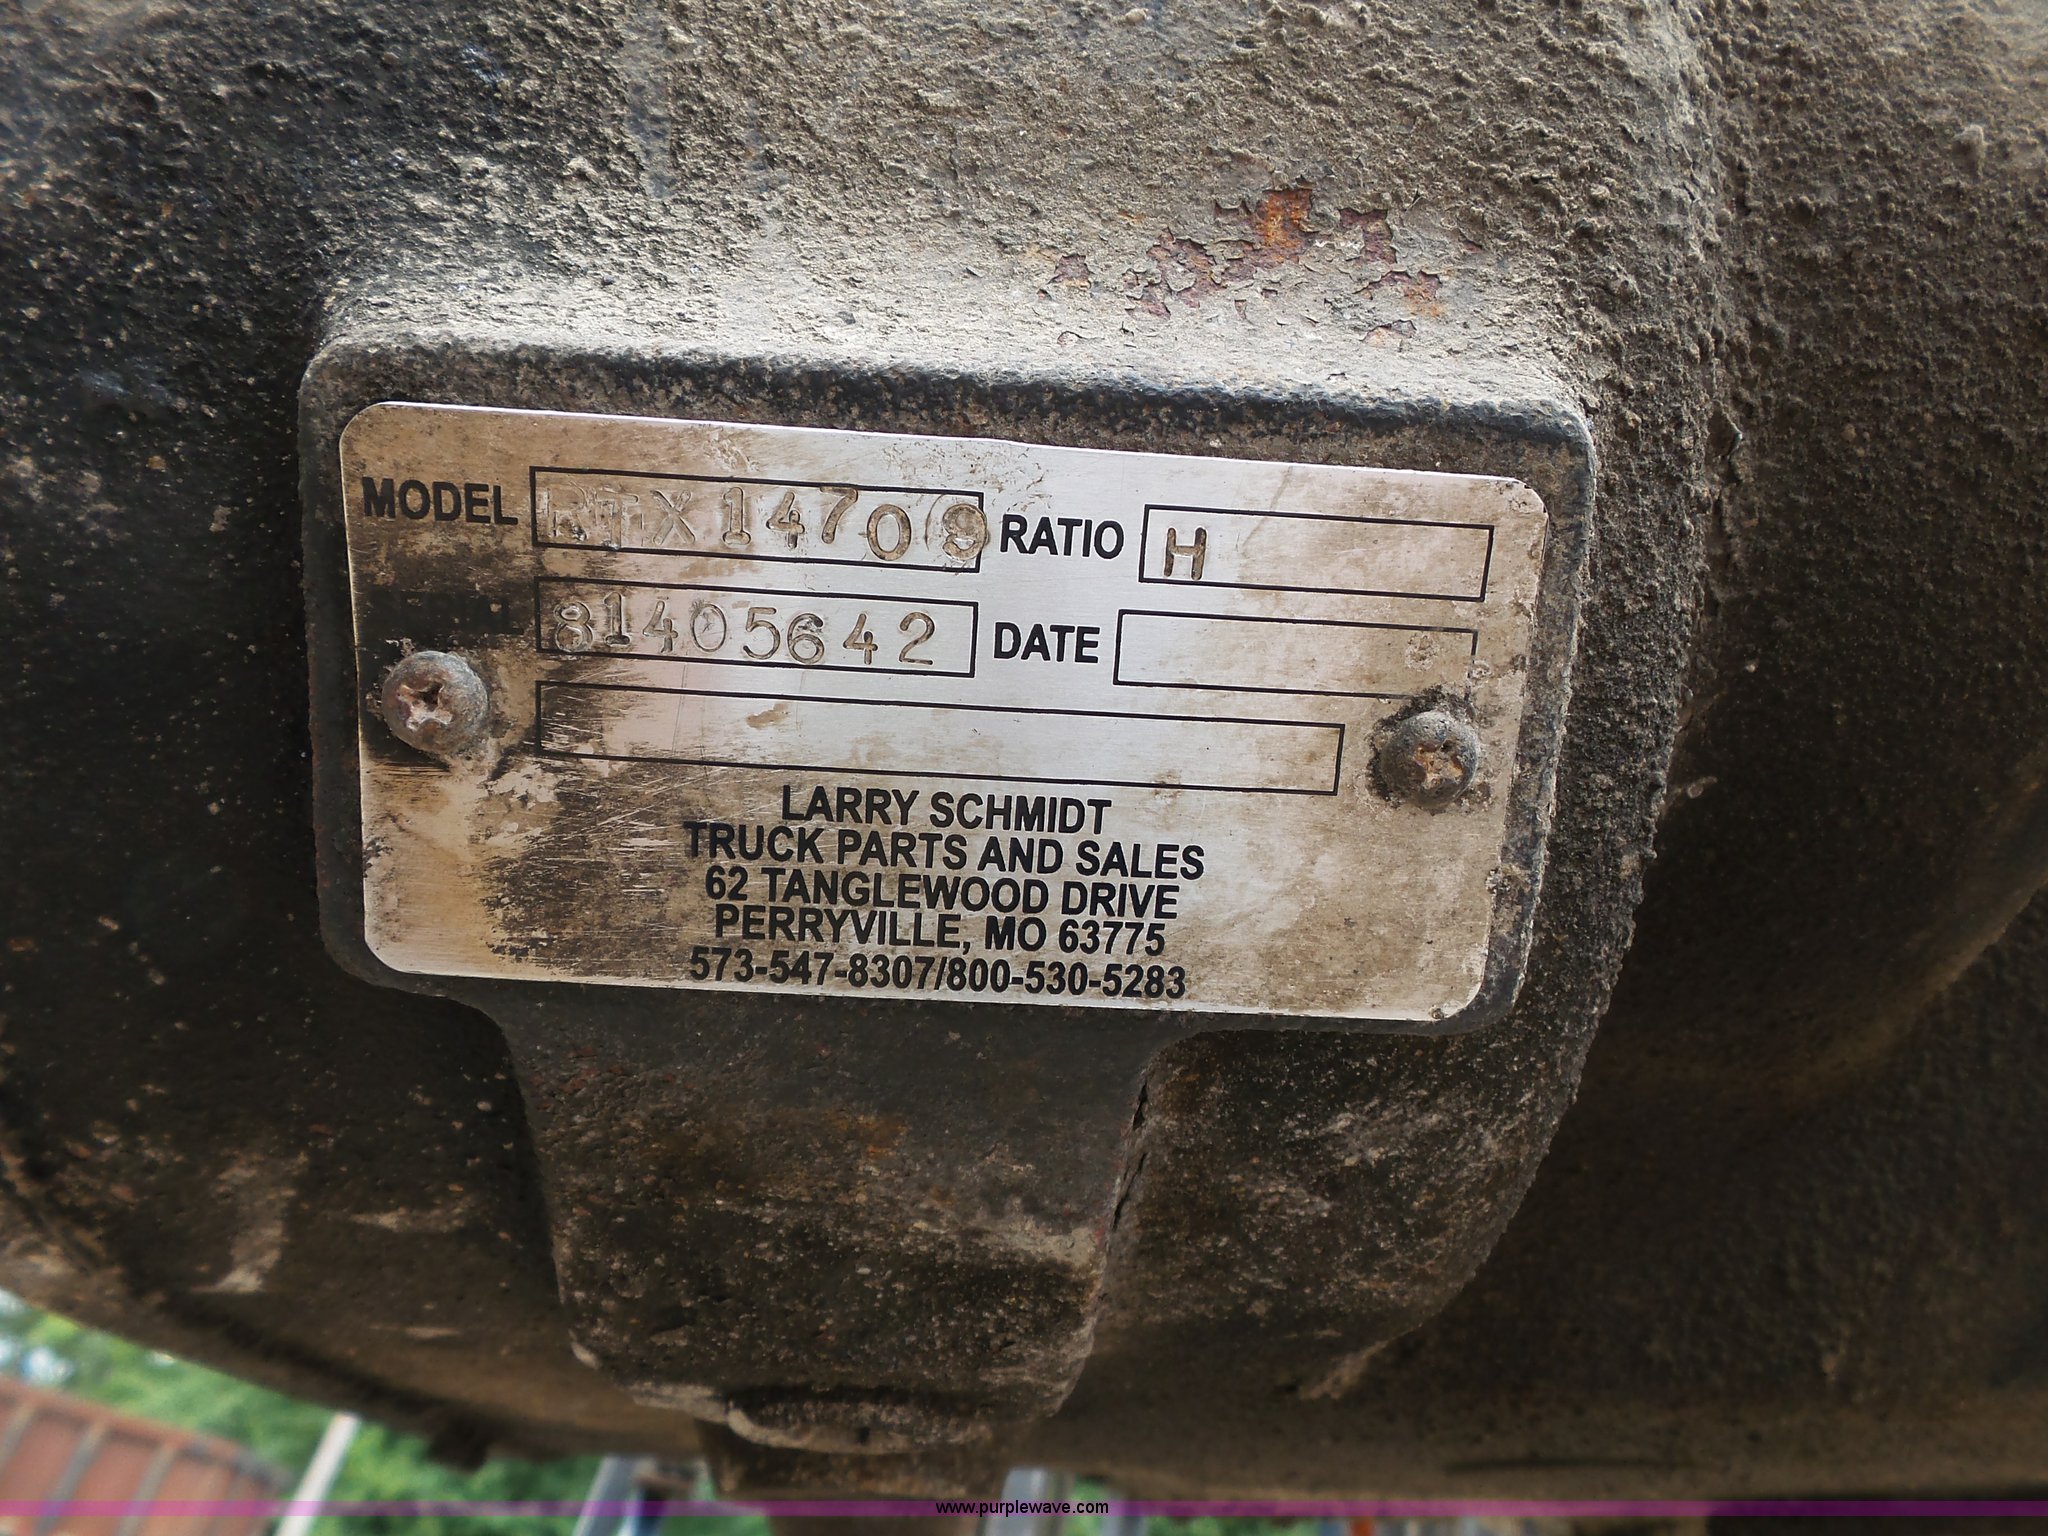 MODEL RTX14709 RATIO H
81405642 DATE
LARRY SCHMIDT
TRUCK PARTS AND SALES
62 TANGLEWOOD DRIVE
PERRYVILLE, MO 63775
573-547-8307/800-530-5283
www.purplewave.com